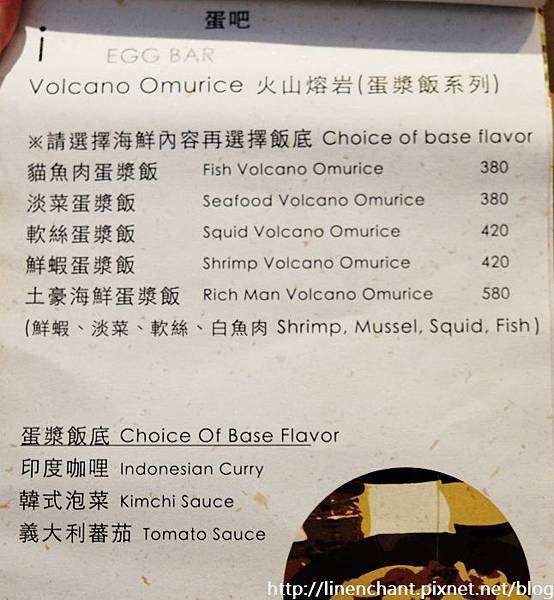 蛋吧
i EGG BAR
Volcano Omurice 火山熔岩(蛋漿飯系列)
※請選擇海鮮內容再選擇飯底 Choice of base flavor
貓魚肉蛋漿飯 Fish Volcano Omurice 380
淡菜蛋漿飯 Seafood Volcano Omurice 380
軟絲蛋漿飯 Squid Volcano Omurice 420
鮮蝦蛋漿飯 Shrimp Volcano Omurice 420
土豪海鮮蛋漿飯 Rich Man Volcano Omurice 580
(鮮蝦、淡菜、軟絲、白魚肉 Shrimp, Mussel, Squid, Fish)
蛋漿飯底 Choice Of Base Flavor
印度咖哩 Indonesian Curry
韓式泡菜 Kimchi Sauce
義大利蕃茄 Tomato Sauce
http://linenchant.pixnet.net/blog